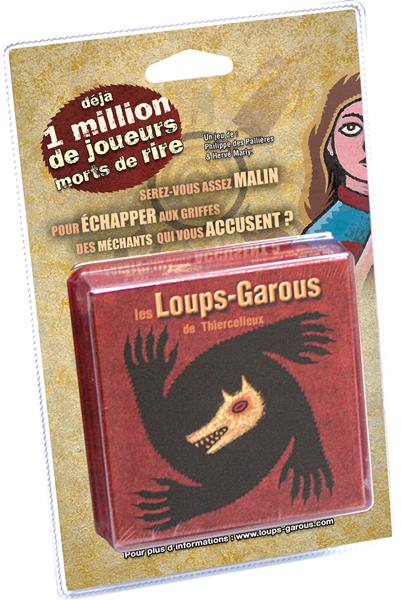 déjà
1 million
de joueurs
morts de rire
Un jeu de :
Philippe des Pallières
& Hervé Marly.
SEREZ-VOUS ASSEZ MALIN
POUR ÉCHAPPER AUX GRIFFES
DES MÉCHANTS QUI VOUS ACCUSENT ?
les Loups-Garous
de Thiercelieux
Pour plus d'informations : www.loups-garous.com